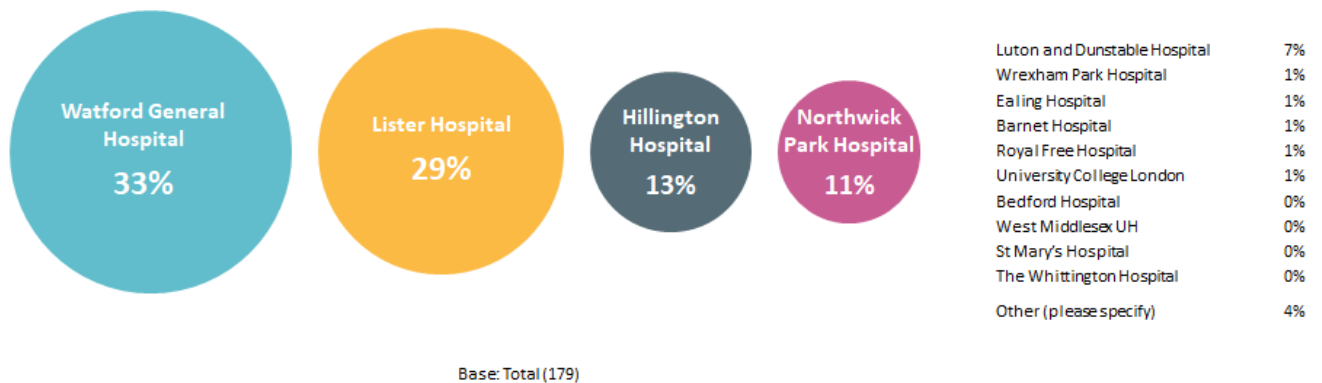 Watford General
Hospital
33%
Lister Hospital
29%
Hillington
Hospital
13%
Northwick
Park Hospital
11%
Luton and Dunstable Hospital 7%
Wrexham Park Hospital 1%
Ealing Hospital 1%
Barnet Hospital 1%
Royal Free Hospital 1%
University College London 1%
Bedford Hospital 0%
West Middlesex UH 0%
St Mary's Hospital 0%
The Whittington Hospital 0%
Other (please specify) 4%
Base: Total (179)